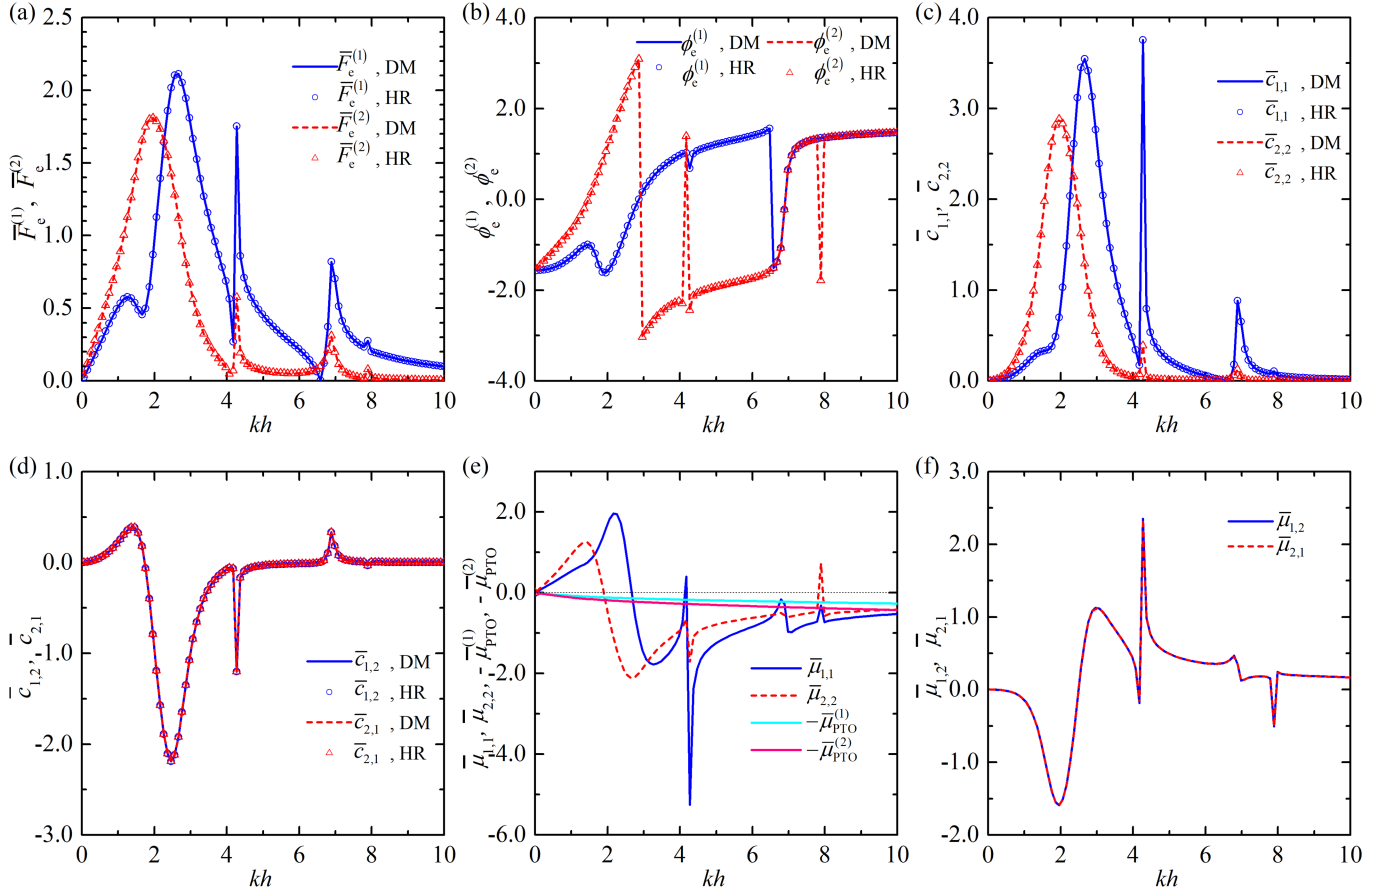 (a)
2.5
2.0
1.5
1.0
0.5
0.0
0 2 4 6 8 10
kh
F̅e(1), F̅e(2)
F̅e(1), DM
F̅e(1), HR
F̅e(2), DM
F̅e(2), HR
(b)
4.0
2.0
0.0
-2.0
-4.0
0 2 4 6 8 10
kh
ϕe(1), ϕe(2)
ϕe(1), DM ϕe(2), DM
ϕe(1), HR ϕe(2), HR
(c)
4.0
3.0
2.0
1.0
0.0
0 2 4 6 8 10
kh
c̅1,1, c̅2,2
c̅1,1, DM
c̅1,1, HR
c̅2,2, DM
c̅2,2, HR
(d)
1.0
0.0
-1.0
-2.0
-3.0
0 2 4 6 8 10
kh
c̅1,2, c̅2,1
c̅1,2, DM
c̅1,2, HR
c̅2,1, DM
c̅2,1, HR
(e)
4.0
2.0
0.0
-2.0
-4.0
-6.0
0 2 4 6 8 10
kh
μ̅1,1, μ̅2,2, -μ̅PTO(1), -μ̅PTO(2)
μ̅1,1
μ̅2,2
−μ̅PTO(1)
−μ̅PTO(2)
(f)
3.0
2.0
1.0
0.0
-1.0
-2.0
0 2 4 6 8 10
kh
μ̅1,2, μ̅2,1
μ̅1,2
μ̅2,1